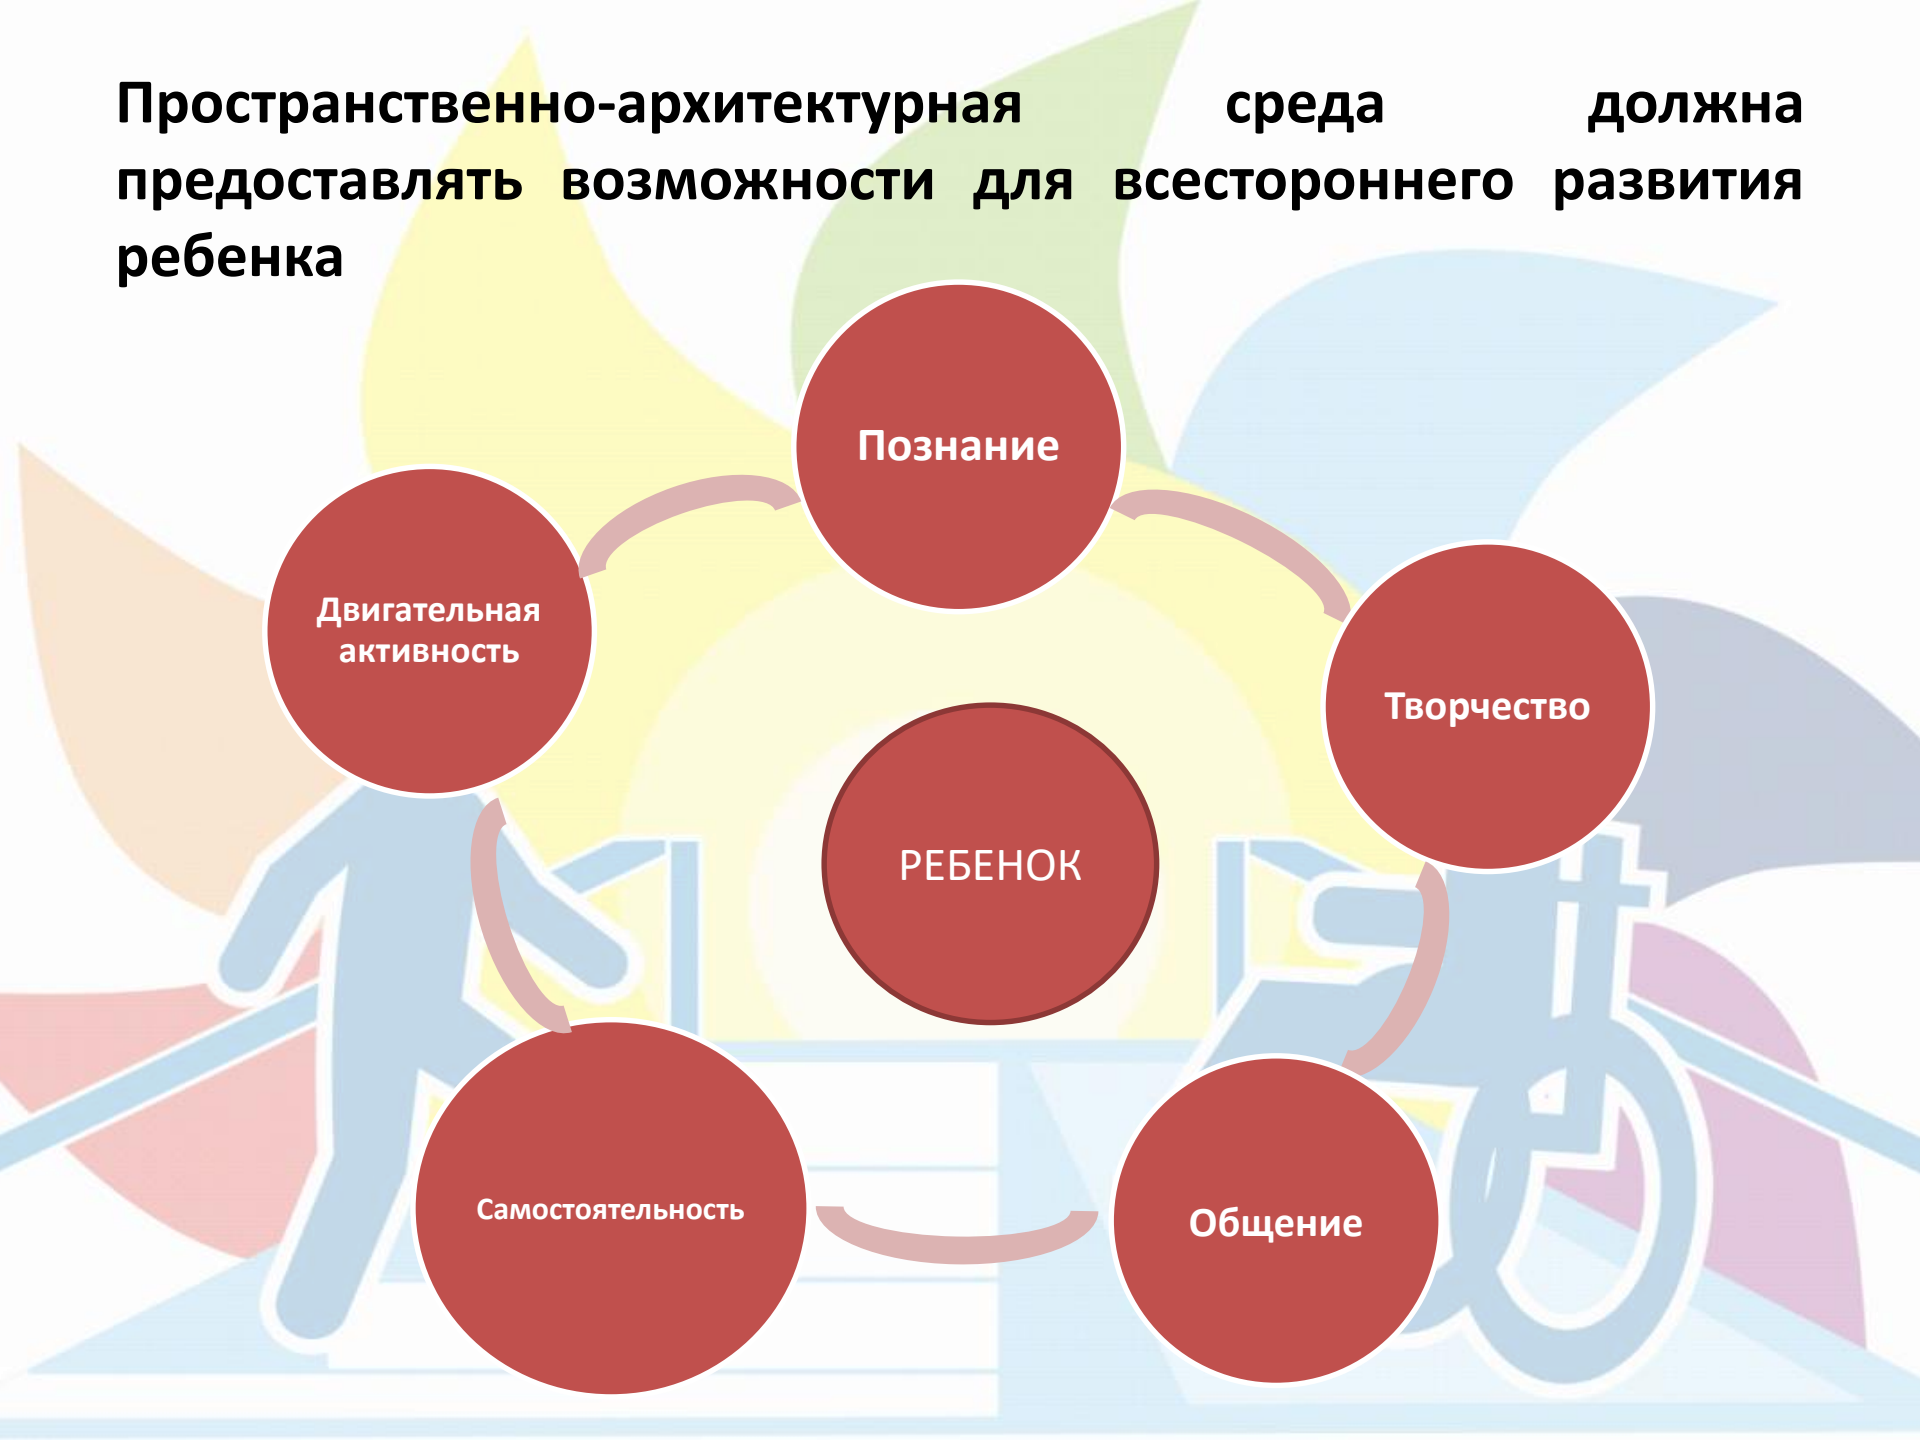 Пространственно-архитектурная среда должна
предоставлять возможности для всестороннего развития
ребенка
Познание
Двигательная
активность
Творчество
РЕБЕНОК
Самостоятельность
Общение